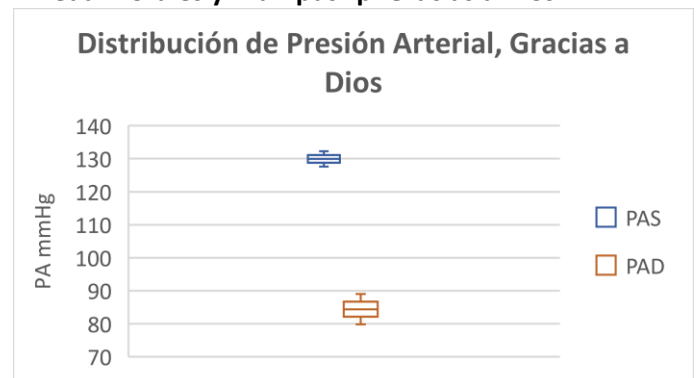 Distribución de Presión Arterial, Gracias a
Dios
140
130
120
110
100
90
80
70
PA mmHg
PAS
PAD